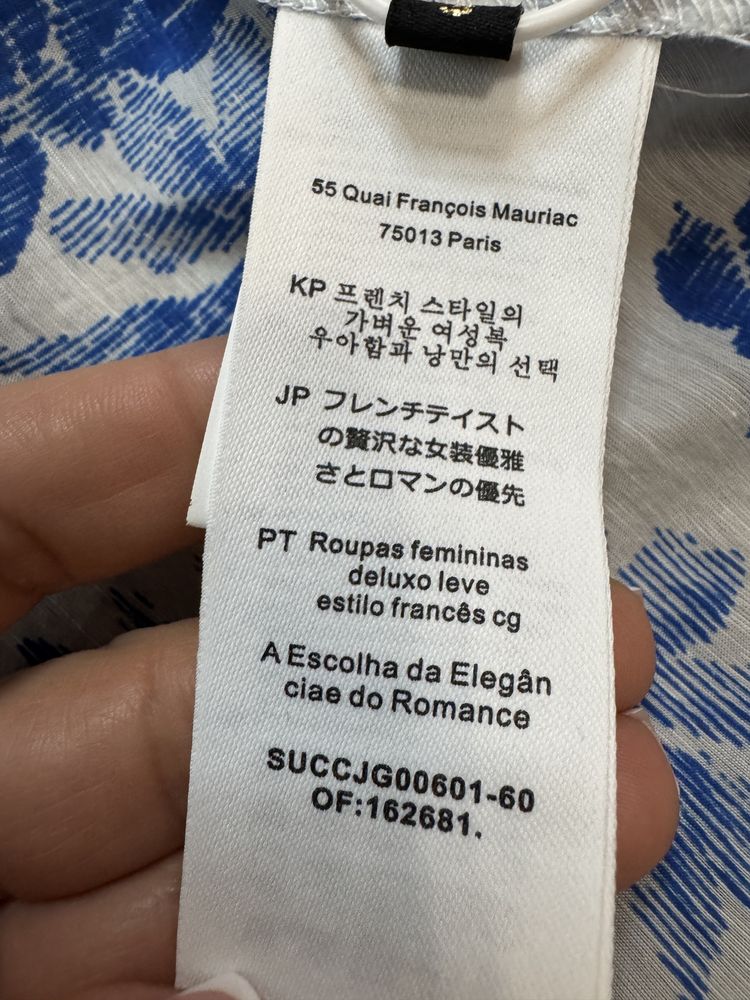 55 Quai François Mauriac
75013 Paris
KP 프렌치 스타일의
가벼운 여성복
우아함과 낭만의 선택
JP フレンチテイスト
の贅沢な女装優雅
さとロマンの優先
PT Roupas femininas
deluxo leve
estilo francês cg
A Escolha da Elegân
ciae do Romance
SUCCJG00601-60
OF:162681.